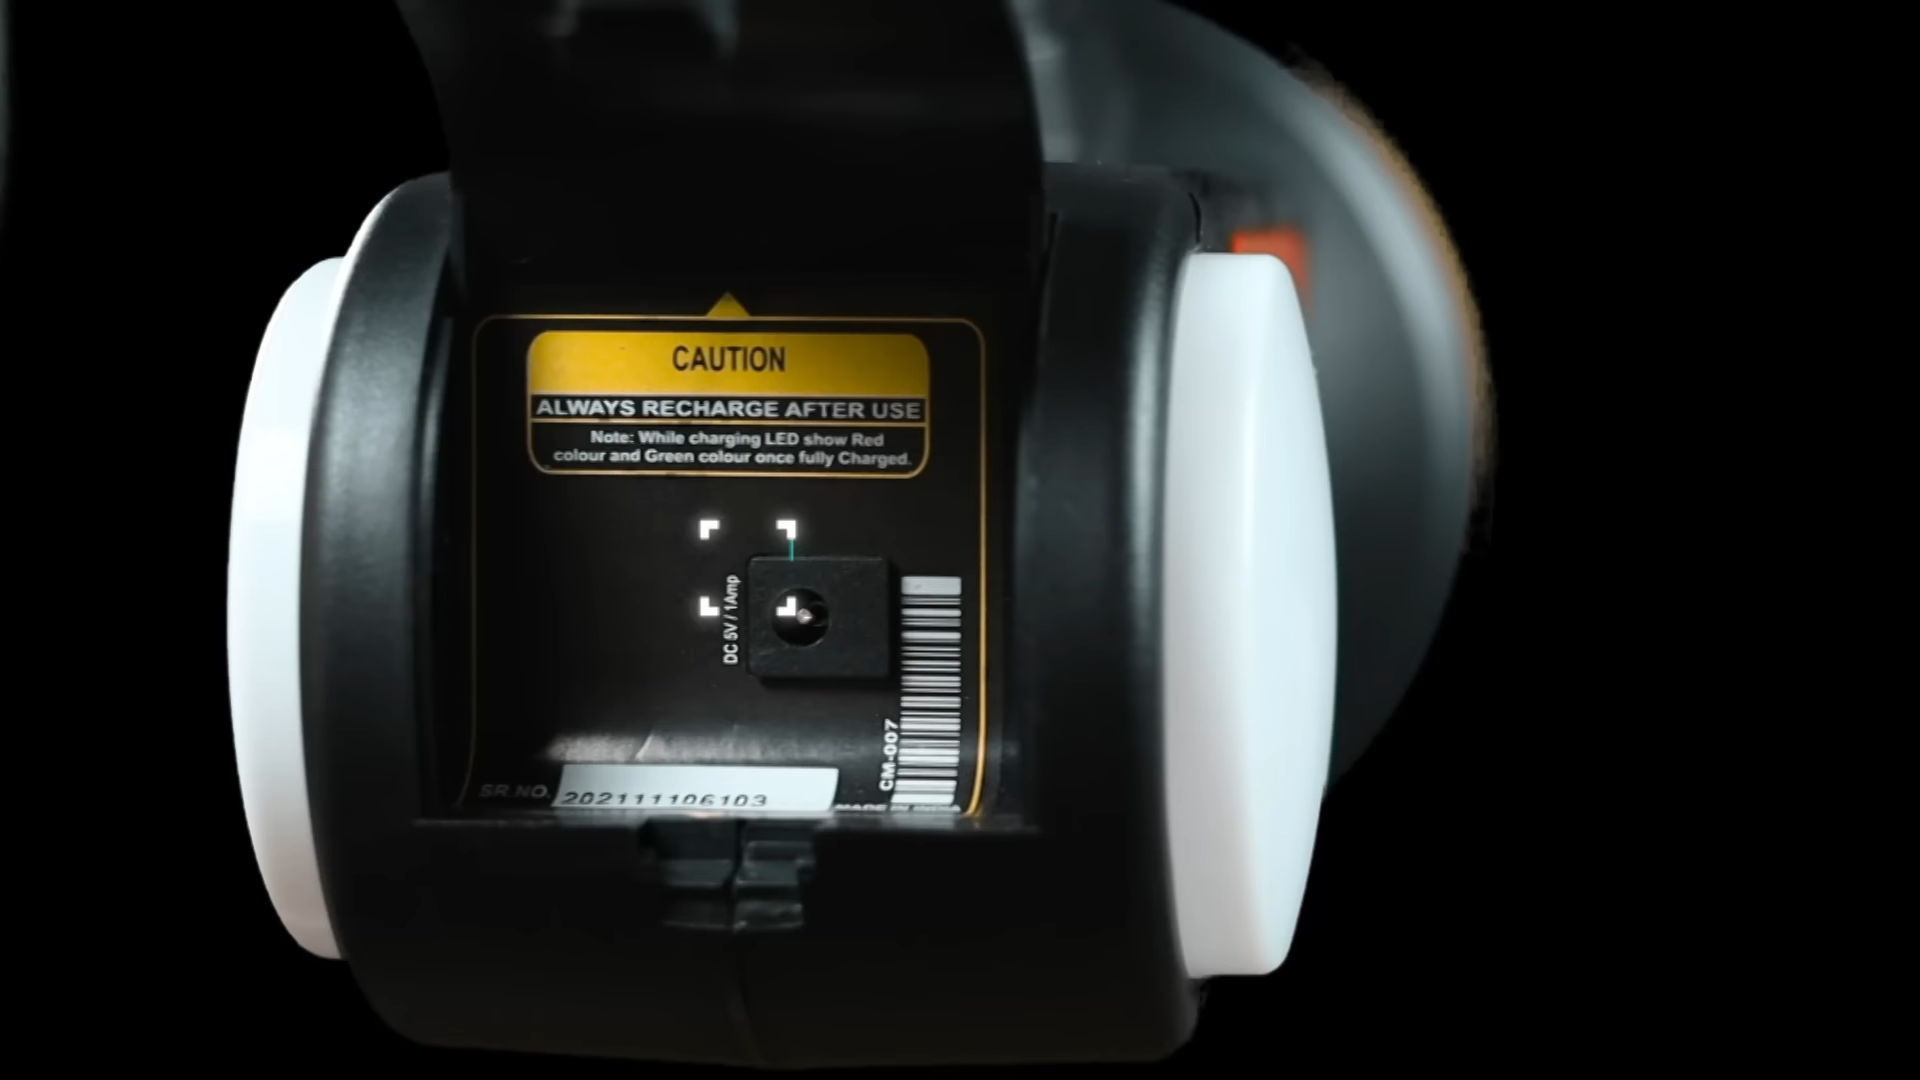 CAUTION
ALWAYS RECHARGE AFTER USE
Note: While charging LED show Red
colour and Green colour once fully Charged.
DC 5V / 1Amp
CM-007
SR.NO. 202111106103
MADE IN INDIA